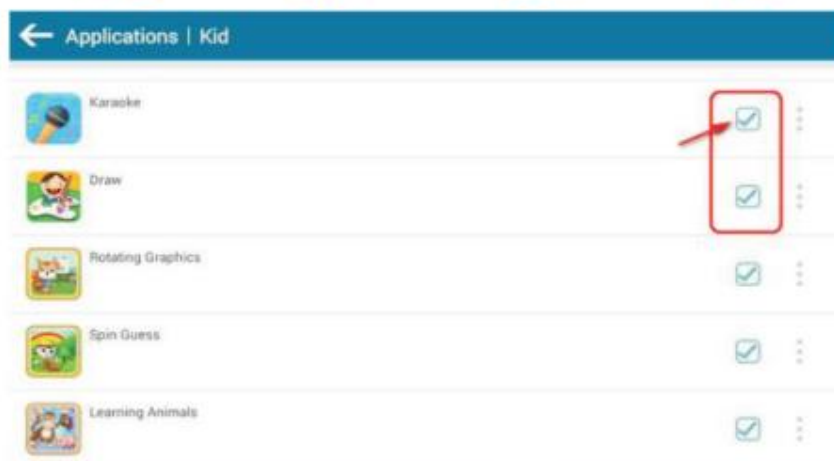 Applications | Kid
Karaoke
Draw
Rotating Graphics
Spin Guess
Learning Animals